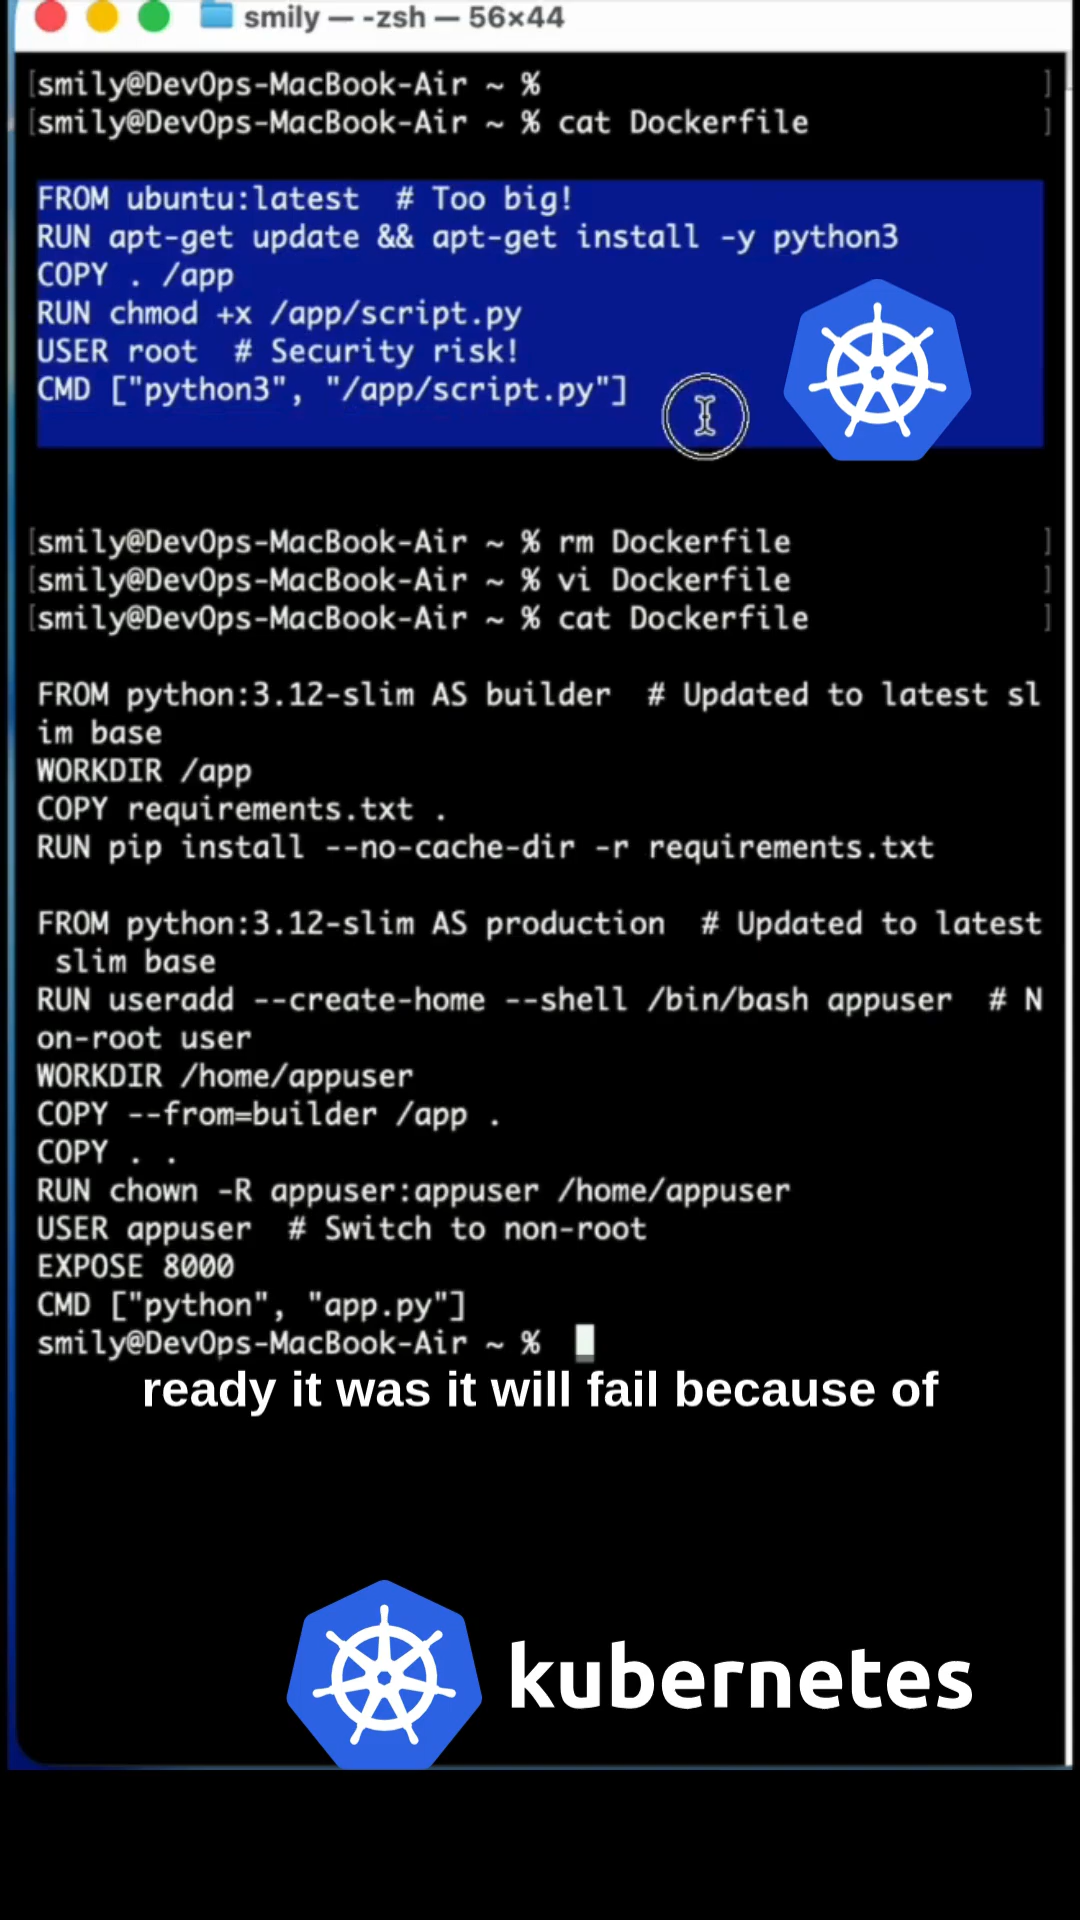 smily — -zsh — 56×44
[smily@DevOps-MacBook-Air ~ % ]
[smily@DevOps-MacBook-Air ~ % cat Dockerfile ]
FROM ubuntu:latest  # Too big!
RUN apt-get update && apt-get install -y python3
COPY . /app
RUN chmod +x /app/script.py
USER root  # Security risk!
CMD ["python3", "/app/script.py"]
[smily@DevOps-MacBook-Air ~ % rm Dockerfile ]
[smily@DevOps-MacBook-Air ~ % vi Dockerfile ]
[smily@DevOps-MacBook-Air ~ % cat Dockerfile ]
FROM python:3.12-slim AS builder  # Updated to latest sl
im base
WORKDIR /app
COPY requirements.txt .
RUN pip install --no-cache-dir -r requirements.txt
FROM python:3.12-slim AS production  # Updated to latest
 slim base
RUN useradd --create-home --shell /bin/bash appuser  # N
on-root user
WORKDIR /home/appuser
COPY --from=builder /app .
COPY . .
RUN chown -R appuser:appuser /home/appuser
USER appuser  # Switch to non-root
EXPOSE 8000
CMD ["python", "app.py"]
smily@DevOps-MacBook-Air ~ %
ready it was it will fail because of
kubernetes